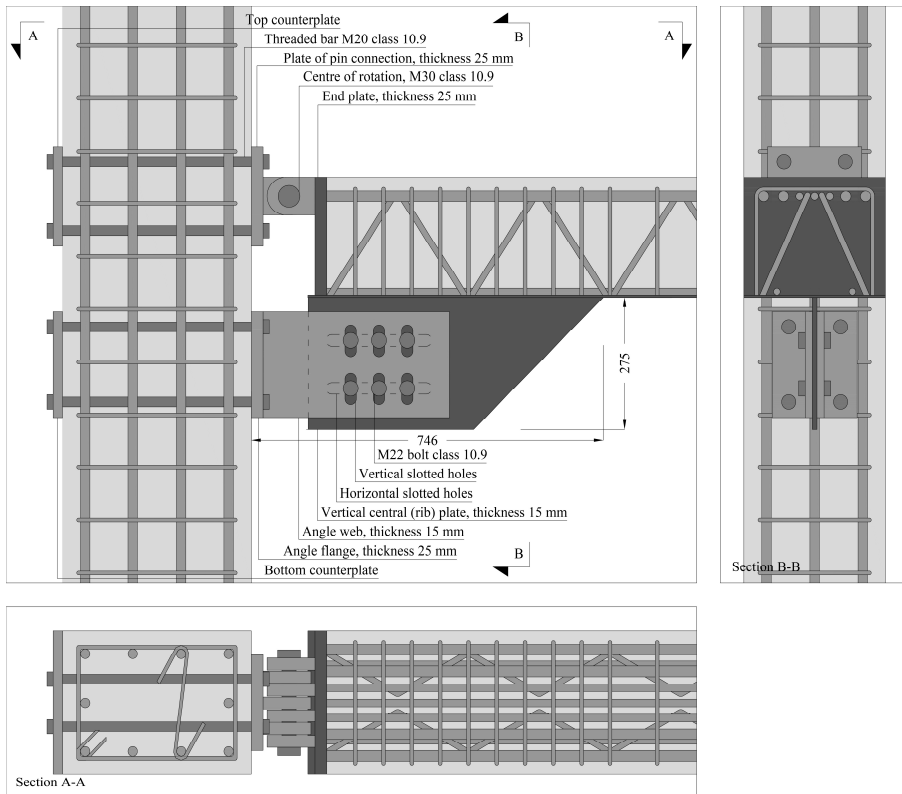 Top counterplate
A
B
A
Threaded bar M20 class 10.9
Plate of pin connection, thickness 25 mm
Centre of rotation, M30 class 10.9
End plate, thickness 25 mm
275
746
M22 bolt class 10.9
Vertical slotted holes
Horizontal slotted holes
Vertical central (rib) plate, thickness 15 mm
Angle web, thickness 15 mm
Angle flange, thickness 25 mm
B
Bottom counterplate
Section B-B
Section A-A